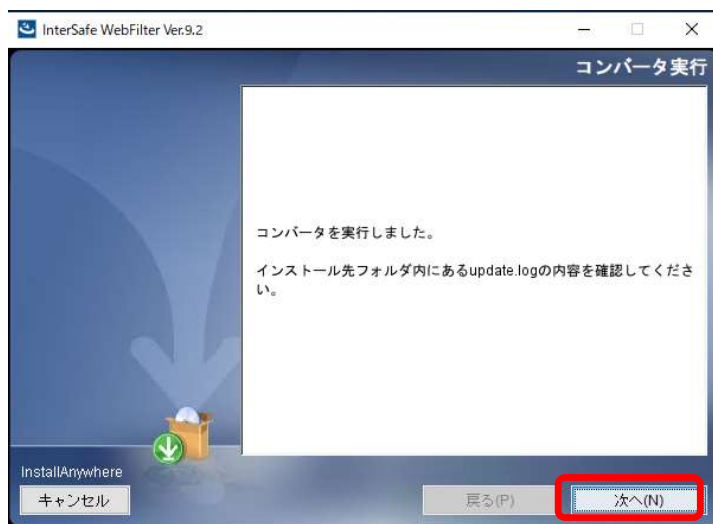 InterSafe WebFilter Ver.9.2
コンバータ実行
コンバータを実行しました。
インストール先フォルダ内にあるupdate.logの内容を確認してくださ
い。
InstallAnywhere
キャンセル
戻る(P)
次へ(N)